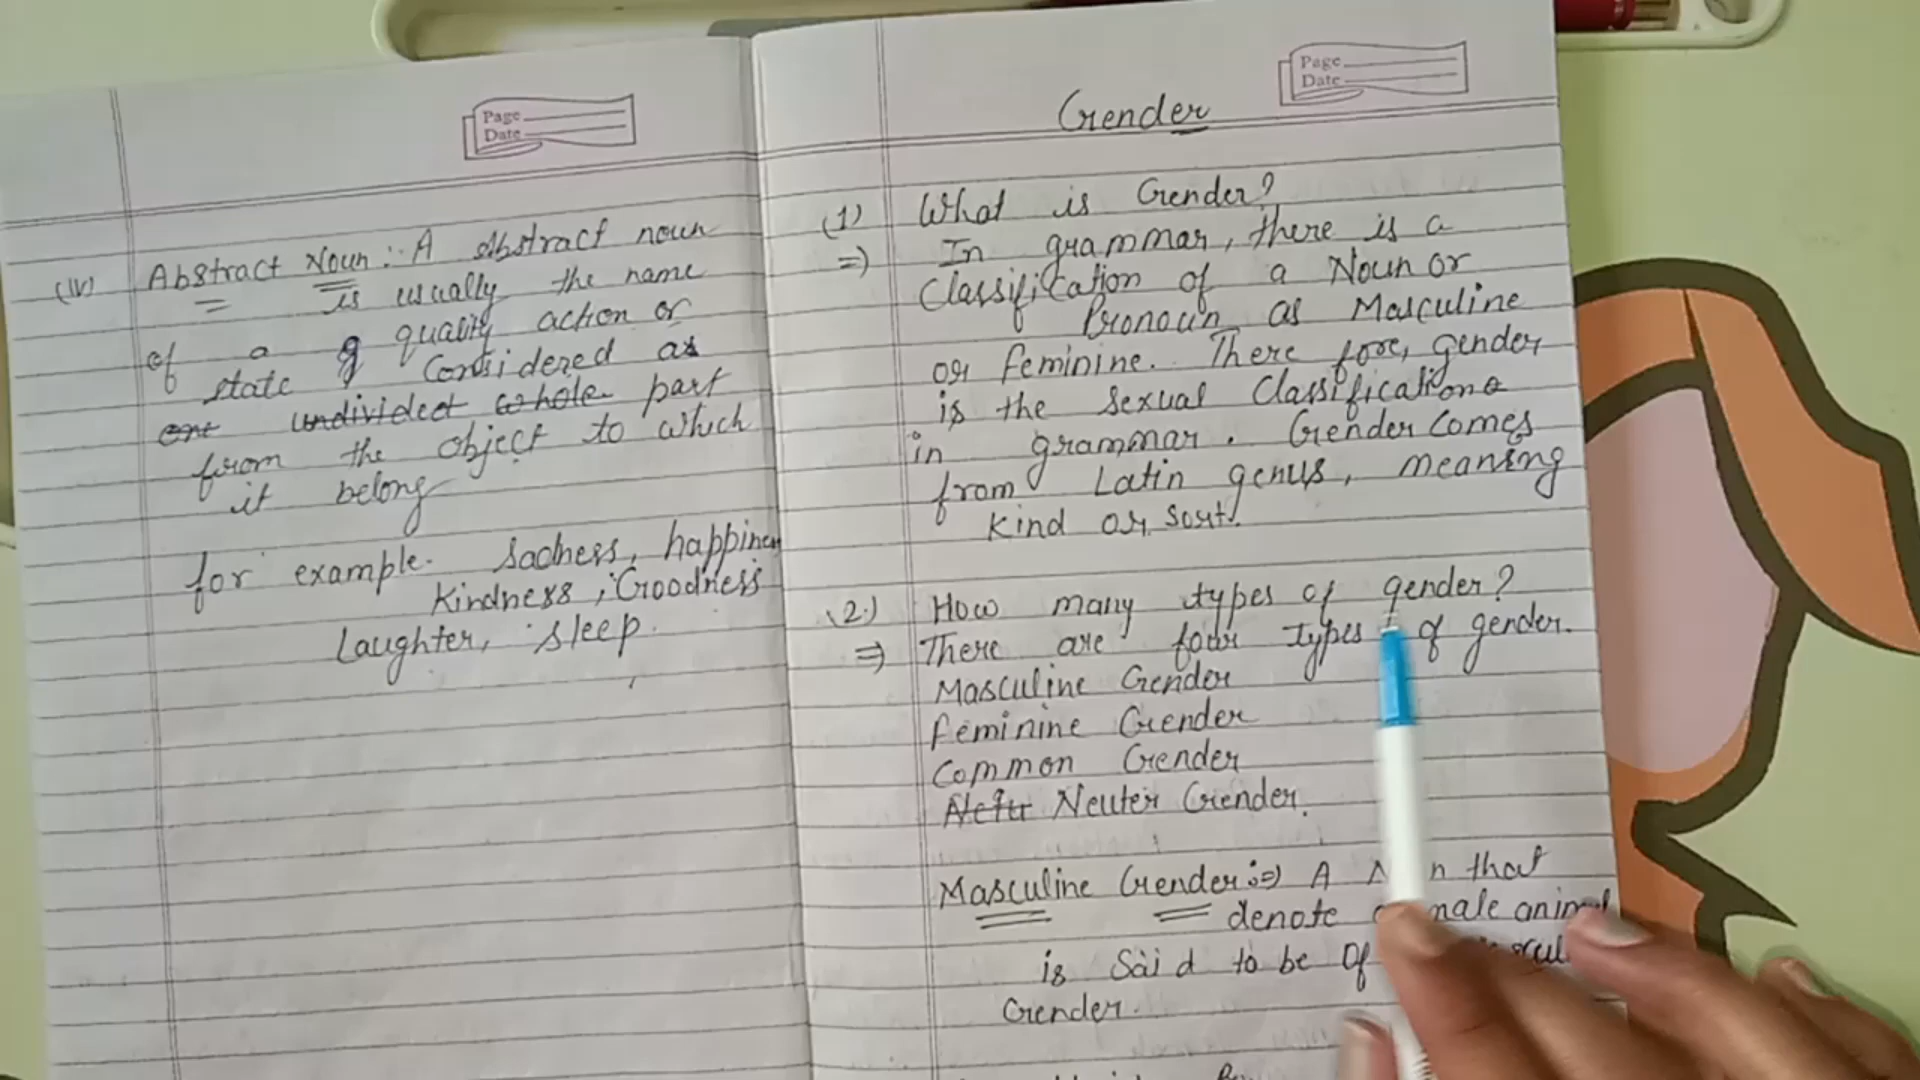 Page
Date
(IV) Abstract Noun :- A abstract noun
is usually the name
of a quality action or
state considered as
one undivided whole part
from the object to which
it belong
for example. Sadness, happiness
kindness, Goodness
laughter, sleep.
Page
Date
Gender
(1) What is Gender?
⇒ In grammar, there is a
Classification of a Noun or
Pronoun as Masculine
or feminine. There fore, gender
is the sexual Classification
in grammar. Gender comes
from Latin genus, meaning
kind or sort.
(2.) How many types of gender?
⇒ There are four types of gender.
Masculine Gender
Feminine Gender
Common Gender
Neuter Gender.
Masculine Gender :⇒ A that
denote male animal
is Said to be of
Gender.